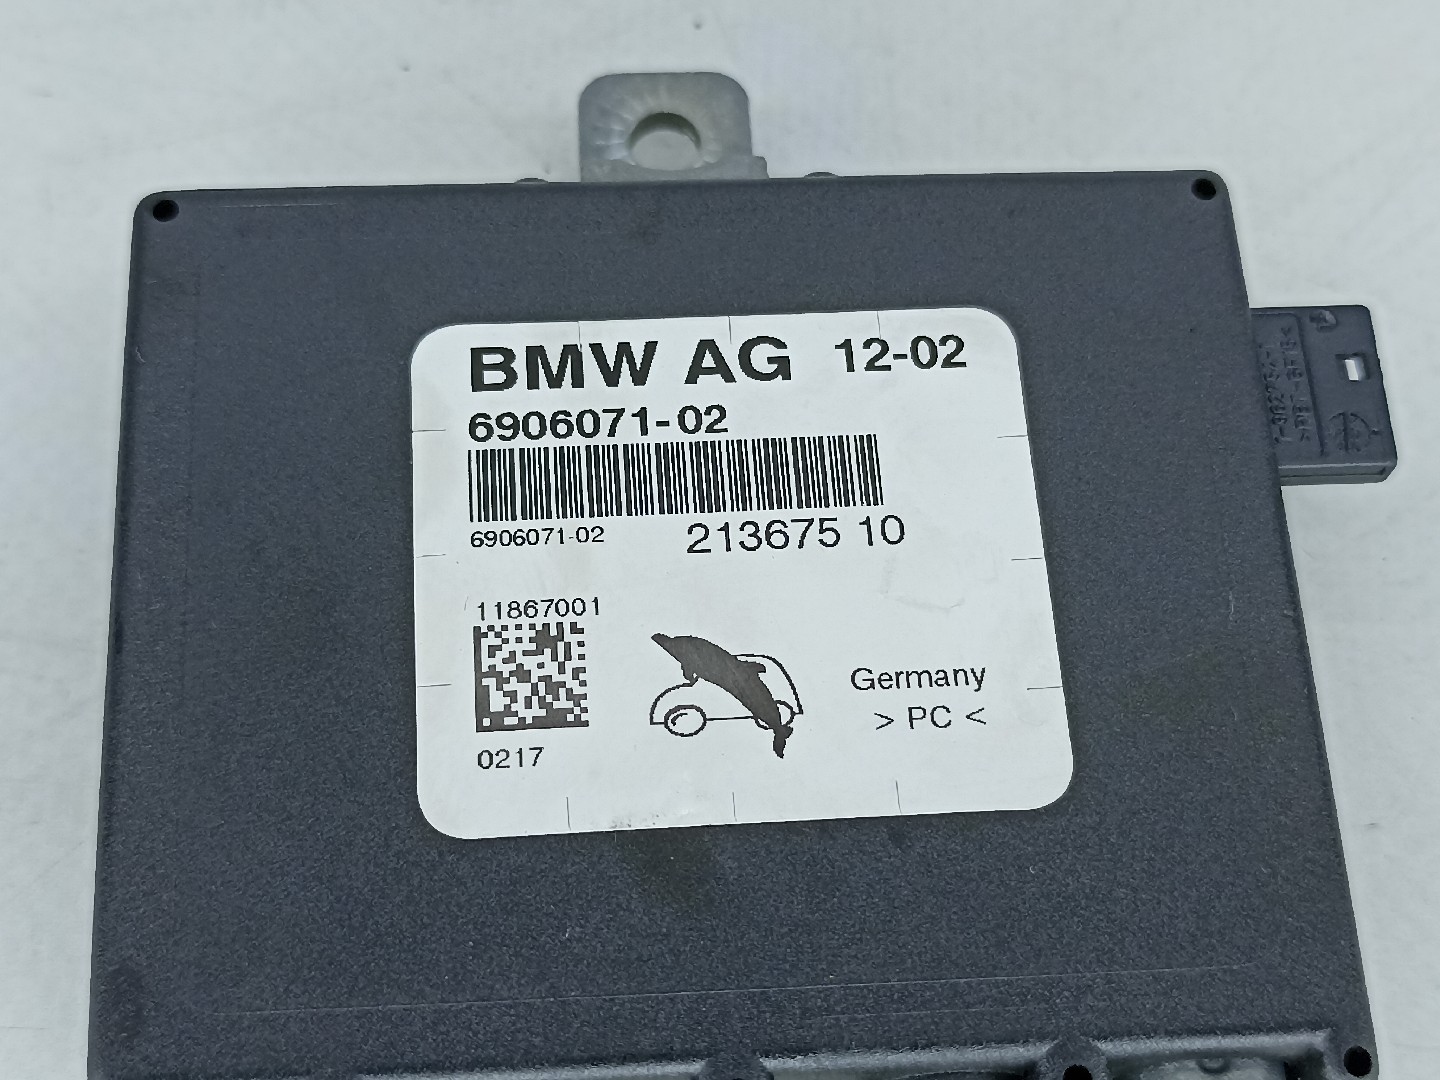 BMW AG 12-02
6906071-02
6906071-02 213675 10
11867001
0217
Germany
> PC <